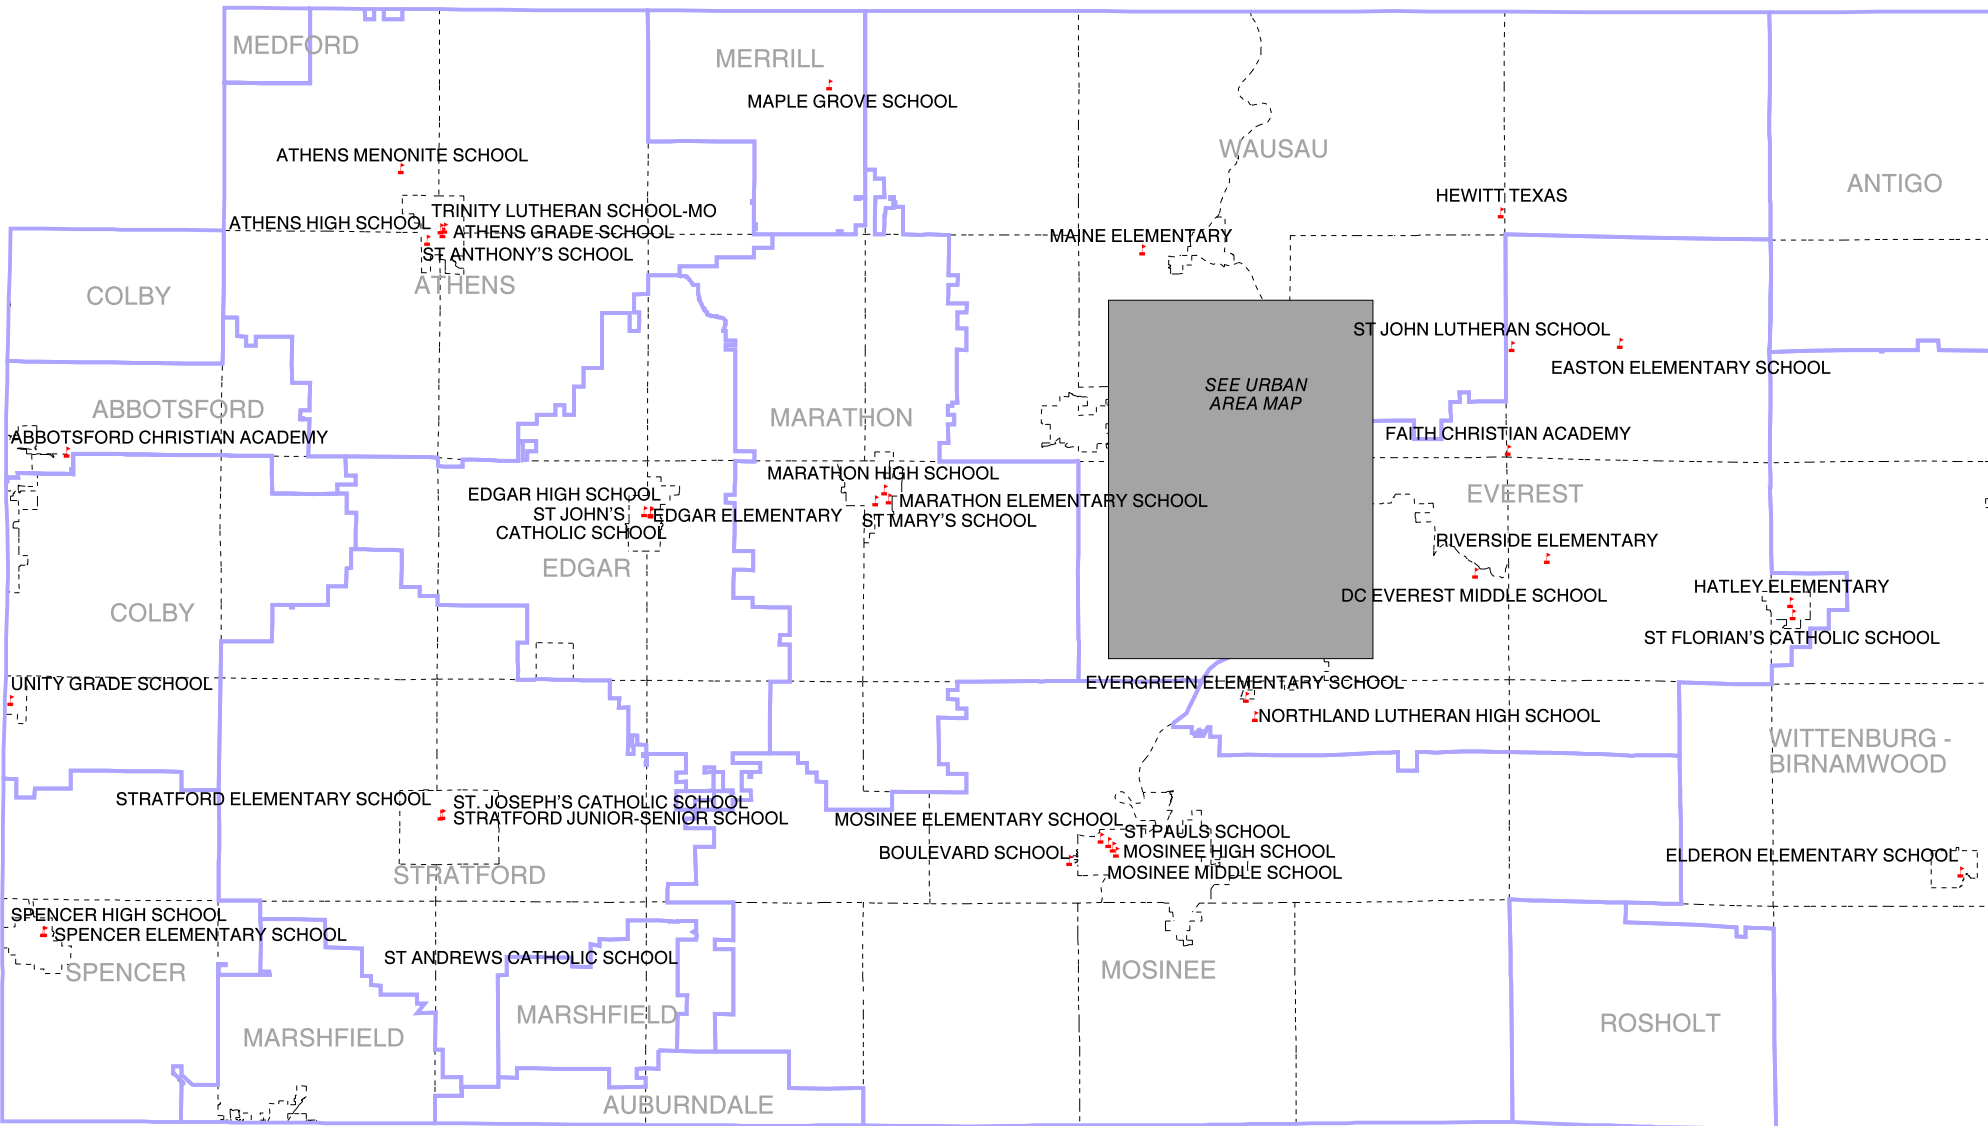 MEDFORD
MERRILL
MAPLE GROVE SCHOOL
WAUSAU
ATHENS MENONITE SCHOOL
ANTIGO
HEWITT TEXAS
TRINITY LUTHERAN SCHOOL-MO
ATHENS HIGH SCHOOL
ATHENS GRADE SCHOOL
MAINE ELEMENTARY
ST ANTHONY'S SCHOOL
ATHENS
COLBY
ST JOHN LUTHERAN SCHOOL
EASTON ELEMENTARY SCHOOL
SEE URBAN
AREA MAP
ABBOTSFORD
MARATHON
ABBOTSFORD CHRISTIAN ACADEMY
FAITH CHRISTIAN ACADEMY
MARATHON HIGH SCHOOL
EDGAR HIGH SCHOOL
EVEREST
MARATHON ELEMENTARY SCHOOL
ST JOHN'S
CATHOLIC SCHOOL
EDGAR ELEMENTARY
ST MARY'S SCHOOL
RIVERSIDE ELEMENTARY
EDGAR
HATLEY ELEMENTARY
DC EVEREST MIDDLE SCHOOL
COLBY
ST FLORIAN'S CATHOLIC SCHOOL
UNITY GRADE SCHOOL
EVERGREEN ELEMENTARY SCHOOL
NORTHLAND LUTHERAN HIGH SCHOOL
WITTENBURG -
BIRNAMWOOD
STRATFORD ELEMENTARY SCHOOL
ST. JOSEPH'S CATHOLIC SCHOOL
STRATFORD JUNIOR-SENIOR SCHOOL
MOSINEE ELEMENTARY SCHOOL
ST PAULS SCHOOL
BOULEVARD SCHOOL
MOSINEE HIGH SCHOOL
ELDERON ELEMENTARY SCHOOL
MOSINEE MIDDLE SCHOOL
STRATFORD
SPENCER HIGH SCHOOL
SPENCER ELEMENTARY SCHOOL
ST ANDREWS CATHOLIC SCHOOL
SPENCER
MOSINEE
MARSHFIELD
ROSHOLT
MARSHFIELD
AUBURNDALE